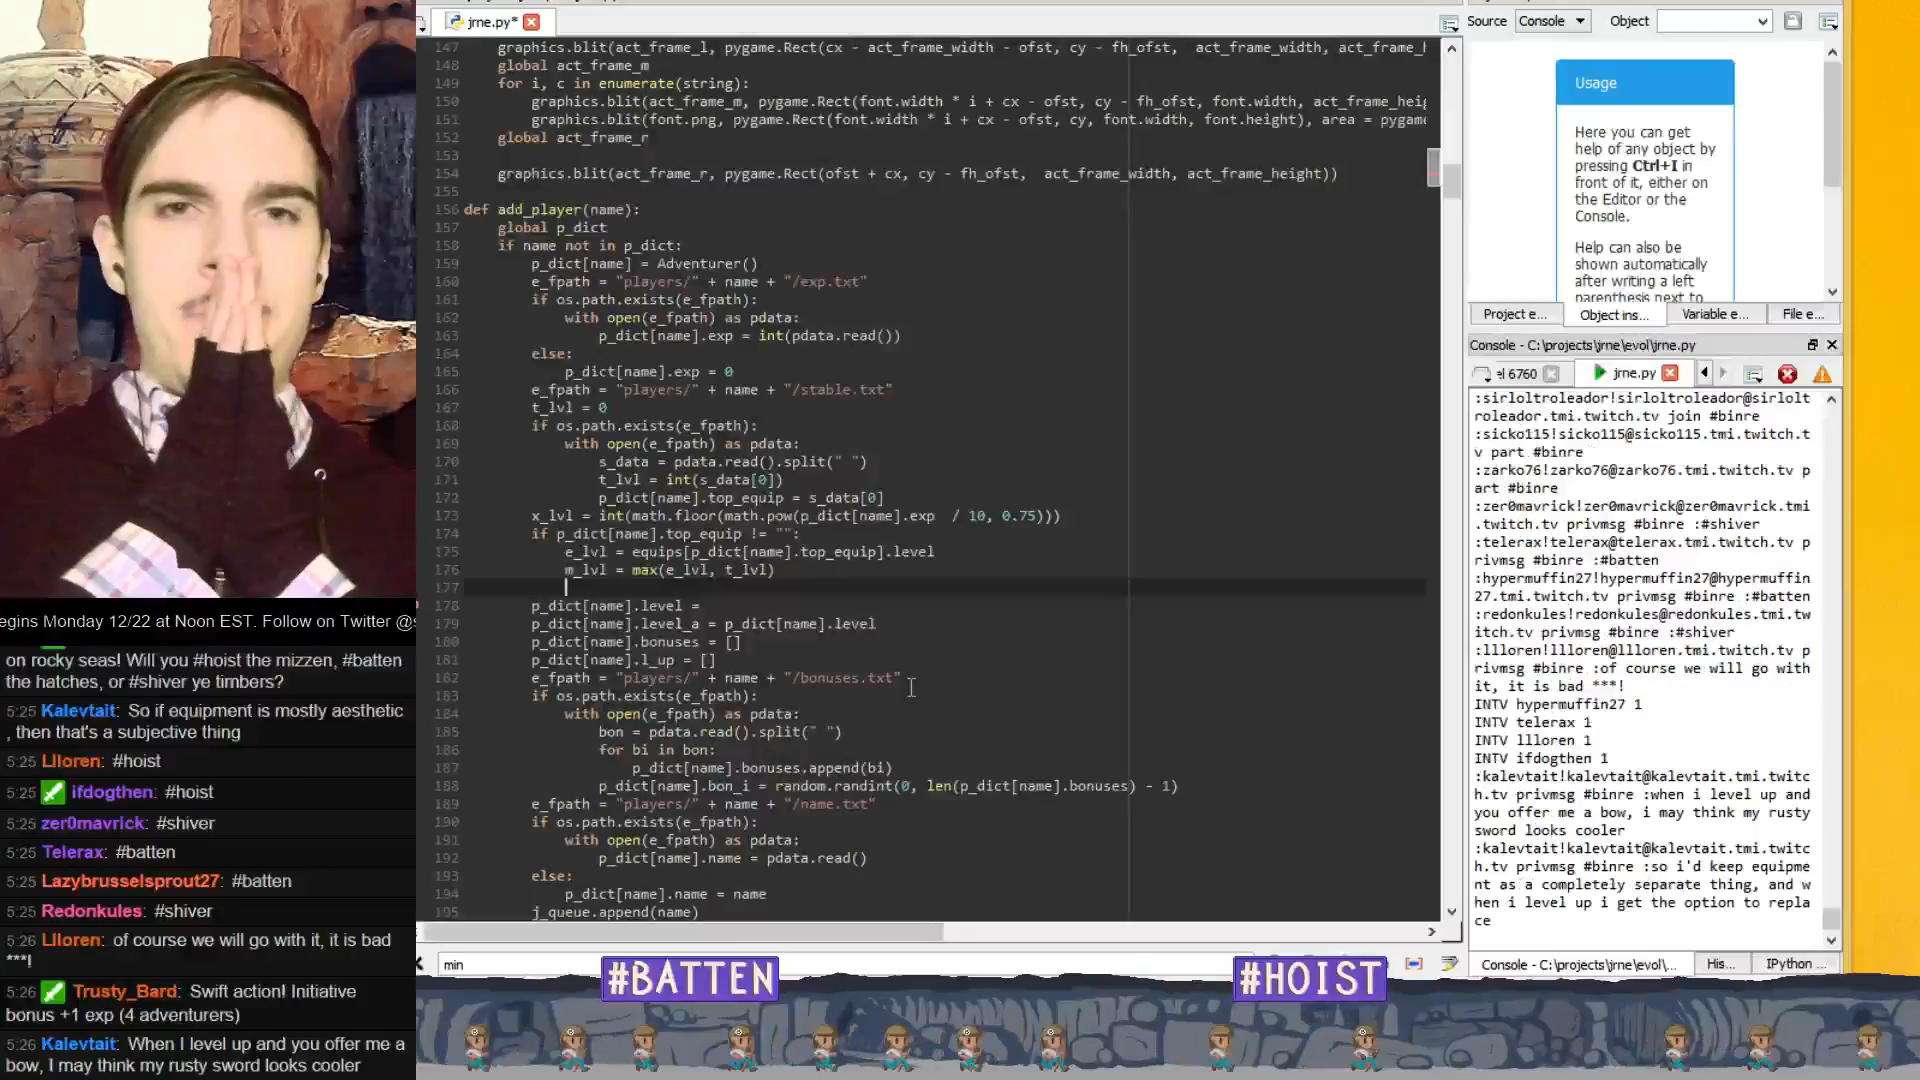 jrne.py*
147 graphics.blit(act_frame_l, pygame.Rect(cx - act_frame_width - ofst, cy - fh_ofst,  act_frame_width, act_frame_h
148 global act_frame_m
149 for i, c in enumerate(string):
150 graphics.blit(act_frame_m, pygame.Rect(font.width * i + cx - ofst, cy - fh_ofst, font.width, act_frame_heig
151 graphics.blit(font.png, pygame.Rect(font.width * i + cx - ofst, cy, font.width, font.height), area = pygame
152 global act_frame_r
153
154 graphics.blit(act_frame_r, pygame.Rect(ofst + cx, cy - fh_ofst,  act_frame_width, act_frame_height))
155
156 def add_player(name):
157 global p_dict
158 if name not in p_dict:
159 p_dict[name] = Adventurer()
160 e_fpath = "players/" + name + "/exp.txt"
161 if os.path.exists(e_fpath):
162 with open(e_fpath) as pdata:
163 p_dict[name].exp = int(pdata.read())
164 else:
165 p_dict[name].exp = 0
166 e_fpath = "players/" + name + "/stable.txt"
167 t_lvl = 0
168 if os.path.exists(e_fpath):
169 with open(e_fpath) as pdata:
170 s_data = pdata.read().split(" ")
171 t_lvl = int(s_data[0])
172 p_dict[name].top_equip = s_data[0]
173 x_lvl = int(math.floor(math.pow(p_dict[name].exp  / 10, 0.75)))
174 if p_dict[name].top_equip != "":
175 e_lvl = equips[p_dict[name].top_equip].level
176 m_lvl = max(e_lvl, t_lvl)
177
178 p_dict[name].level =
179 p_dict[name].level_a = p_dict[name].level
180 p_dict[name].bonuses = []
181 p_dict[name].l_up = []
182 e_fpath = "players/" + name + "/bonuses.txt"
183 if os.path.exists(e_fpath):
184 with open(e_fpath) as pdata:
185 bon = pdata.read().split(" ")
186 for bi in bon:
187 p_dict[name].bonuses.append(bi)
188 p_dict[name].bon_i = random.randint(0, len(p_dict[name].bonuses) - 1)
189 e_fpath = "players/" + name + "/name.txt"
190 if os.path.exists(e_fpath):
191 with open(e_fpath) as pdata:
192 p_dict[name].name = pdata.read()
193 else:
194 p_dict[name].name = name
195 j_queue.append(name)
min
Source Console Object
Usage
Here you can get
help of any object by
pressing Ctrl+I in
front of it, either on
the Editor or the
Console.
Help can also be
shown automatically
after writing a left
parenthesis next to
Project e... Object ins... Variable e... File e...
Console - C:\projects\jrne\evol\jrne.py
el 6760 jrne.py
:sirloltroleador!sirloltroleador@sirlolt
roleador.tmi.twitch.tv join #binre
:sicko115!sicko115@sicko115.tmi.twitch.t
v part #binre
:zarko76!zarko76@zarko76.tmi.twitch.tv p
art #binre
:zer0mavrick!zer0mavrick@zer0mavrick.tmi
.twitch.tv privmsg #binre :#shiver
:telerax!telerax@telerax.tmi.twitch.tv p
rivmsg #binre :#batten
:hypermuffin27!hypermuffin27@hypermuffin
27.tmi.twitch.tv privmsg #binre :#batten
:redonkules!redonkules@redonkules.tmi.tw
itch.tv privmsg #binre :#shiver
:llloren!llloren@llloren.tmi.twitch.tv p
rivmsg #binre :of course we will go with
it, it is bad ***!
INTV hypermuffin27 1
INTV telerax 1
INTV llloren 1
INTV ifdogthen 1
:kalevtait!kalevtait@kalevtait.tmi.twitc
h.tv privmsg #binre :when i level up and
you offer me a bow, i may think my rusty
sword looks cooler
:kalevtait!kalevtait@kalevtait.tmi.twitc
h.tv privmsg #binre :so i'd keep equipme
nt as a completely separate thing, and w
hen i level up i get the option to repla
ce
Console - C:\projects\jrne\evol\... His... IPython ...
egins Monday 12/22 at Noon EST. Follow on Twitter @s
on rocky seas! Will you #hoist the mizzen, #batten
the hatches, or #shiver ye timbers?
5:25 Kalevtait: So if equipment is mostly aesthetic
, then that's a subjective thing
5:25 Llloren: #hoist
5:25 ifdogthen: #hoist
5:25 zer0mavrick: #shiver
5:25 Telerax: #batten
5:25 Lazybrusselsprout27: #batten
5:25 Redonkules: #shiver
5:26 Llloren: of course we will go with it, it is bad
***!
5:26 Trusty_Bard: Swift action! Initiative
bonus +1 exp (4 adventurers)
5:26 Kalevtait: When I level up and you offer me a
bow, I may think my rusty sword looks cooler
#BATTEN
#HOIST